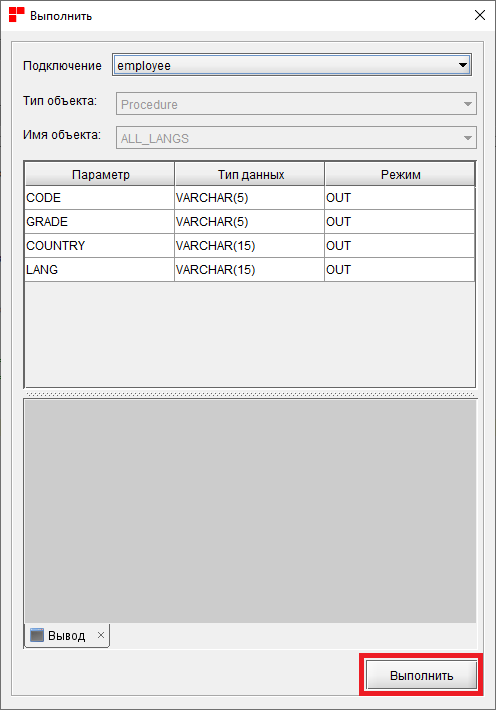 Выполнить
Подключение employee
Тип объекта: Procedure
Имя объекта: ALL_LANGS
Параметр Тип данных Режим
CODE VARCHAR(5) OUT
GRADE VARCHAR(5) OUT
COUNTRY VARCHAR(15) OUT
LANG VARCHAR(15) OUT
Вывод
Выполнить